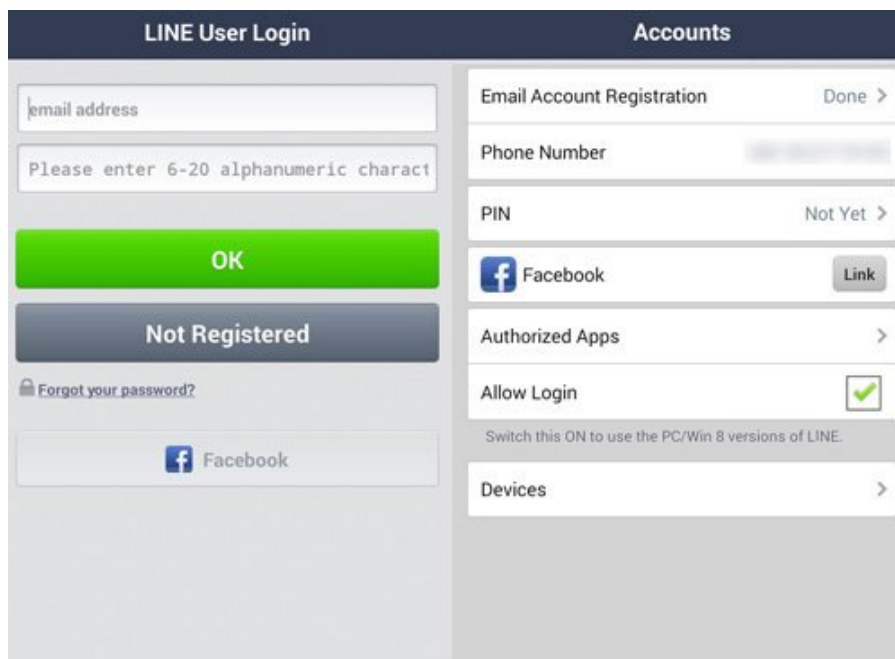 LINE User Login
email address
Please enter 6-20 alphanumeric charact
OK
Not Registered
Forgot your password?
Facebook
Accounts
Email Account Registration Done
Phone Number
PIN Not Yet
Facebook Link
Authorized Apps
Allow Login
Switch this ON to use the PC/Win 8 versions of LINE.
Devices